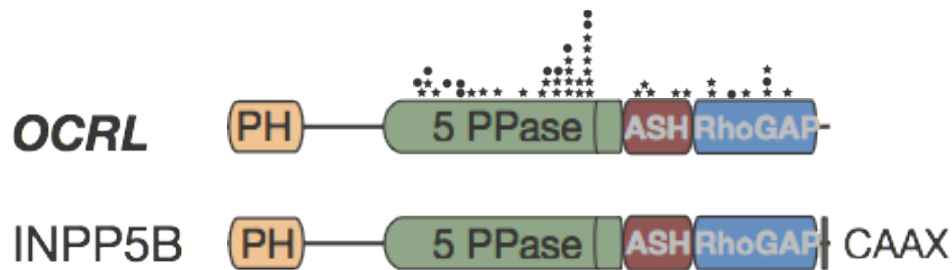 OCRL PH 5 PPase ASH RhoGAP
INPP5B PH 5 PPase ASH RhoGAP CAAX